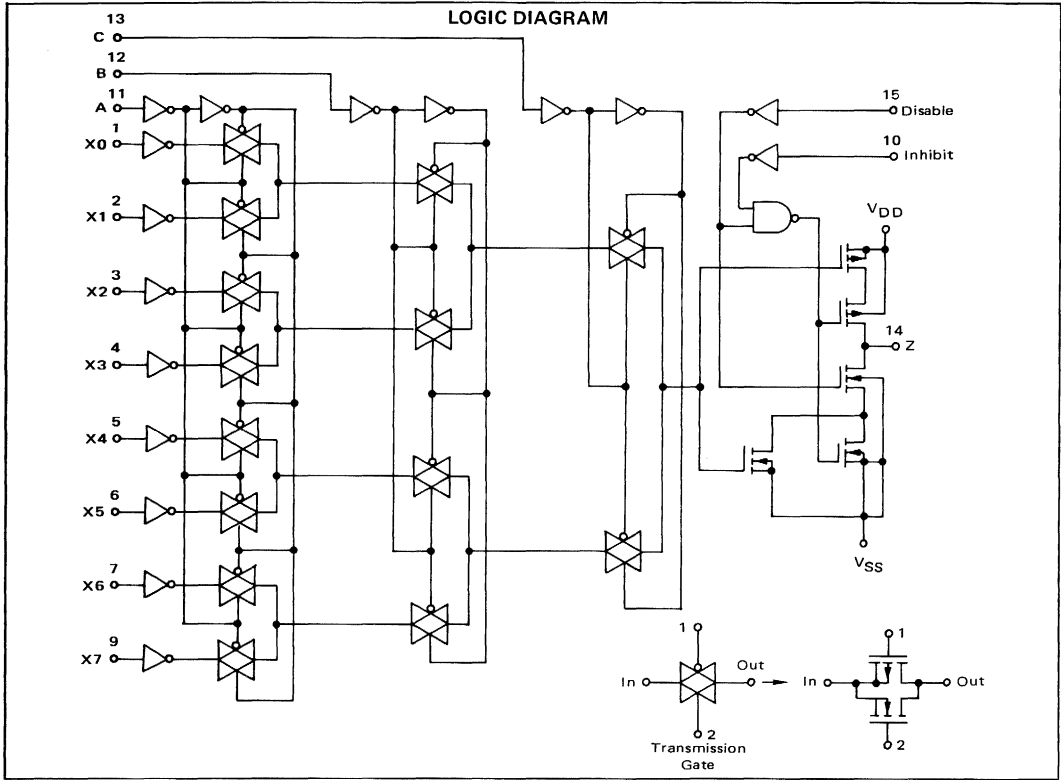 LOGIC DIAGRAM
13
C
12
B
11
A
1
X0
2
X1
3
X2
4
X3
5
X4
6
X5
7
X6
9
X7
15
Disable
10
Inhibit
VDD
14
Z
VSS
1
In
Out
2
Transmission
Gate
1
In
Out
2